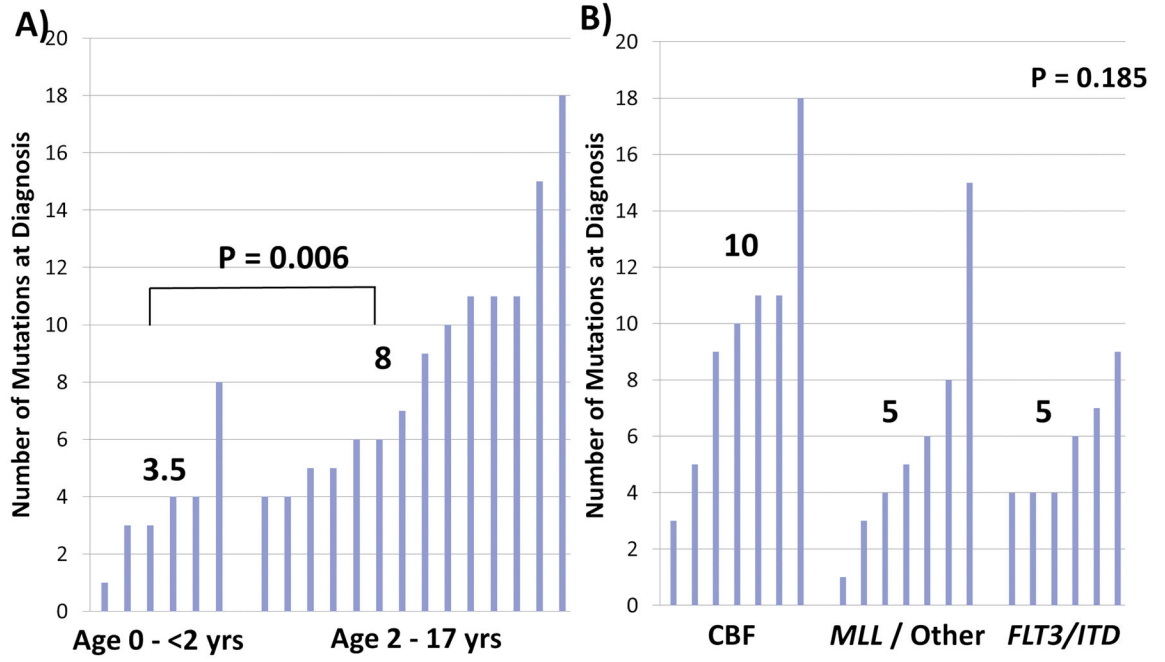 A)
Number of Mutations at Diagnosis
20
18
16
14
12
10
8
6
4
2
0
P = 0.006
8
3.5
Age 0 - <2 yrs
Age 2 - 17 yrs
B)
Number of Mutations at Diagnosis
20
18
16
14
12
10
8
6
4
2
0
P = 0.185
10
5
5
CBF
MLL / Other
FLT3/ITD